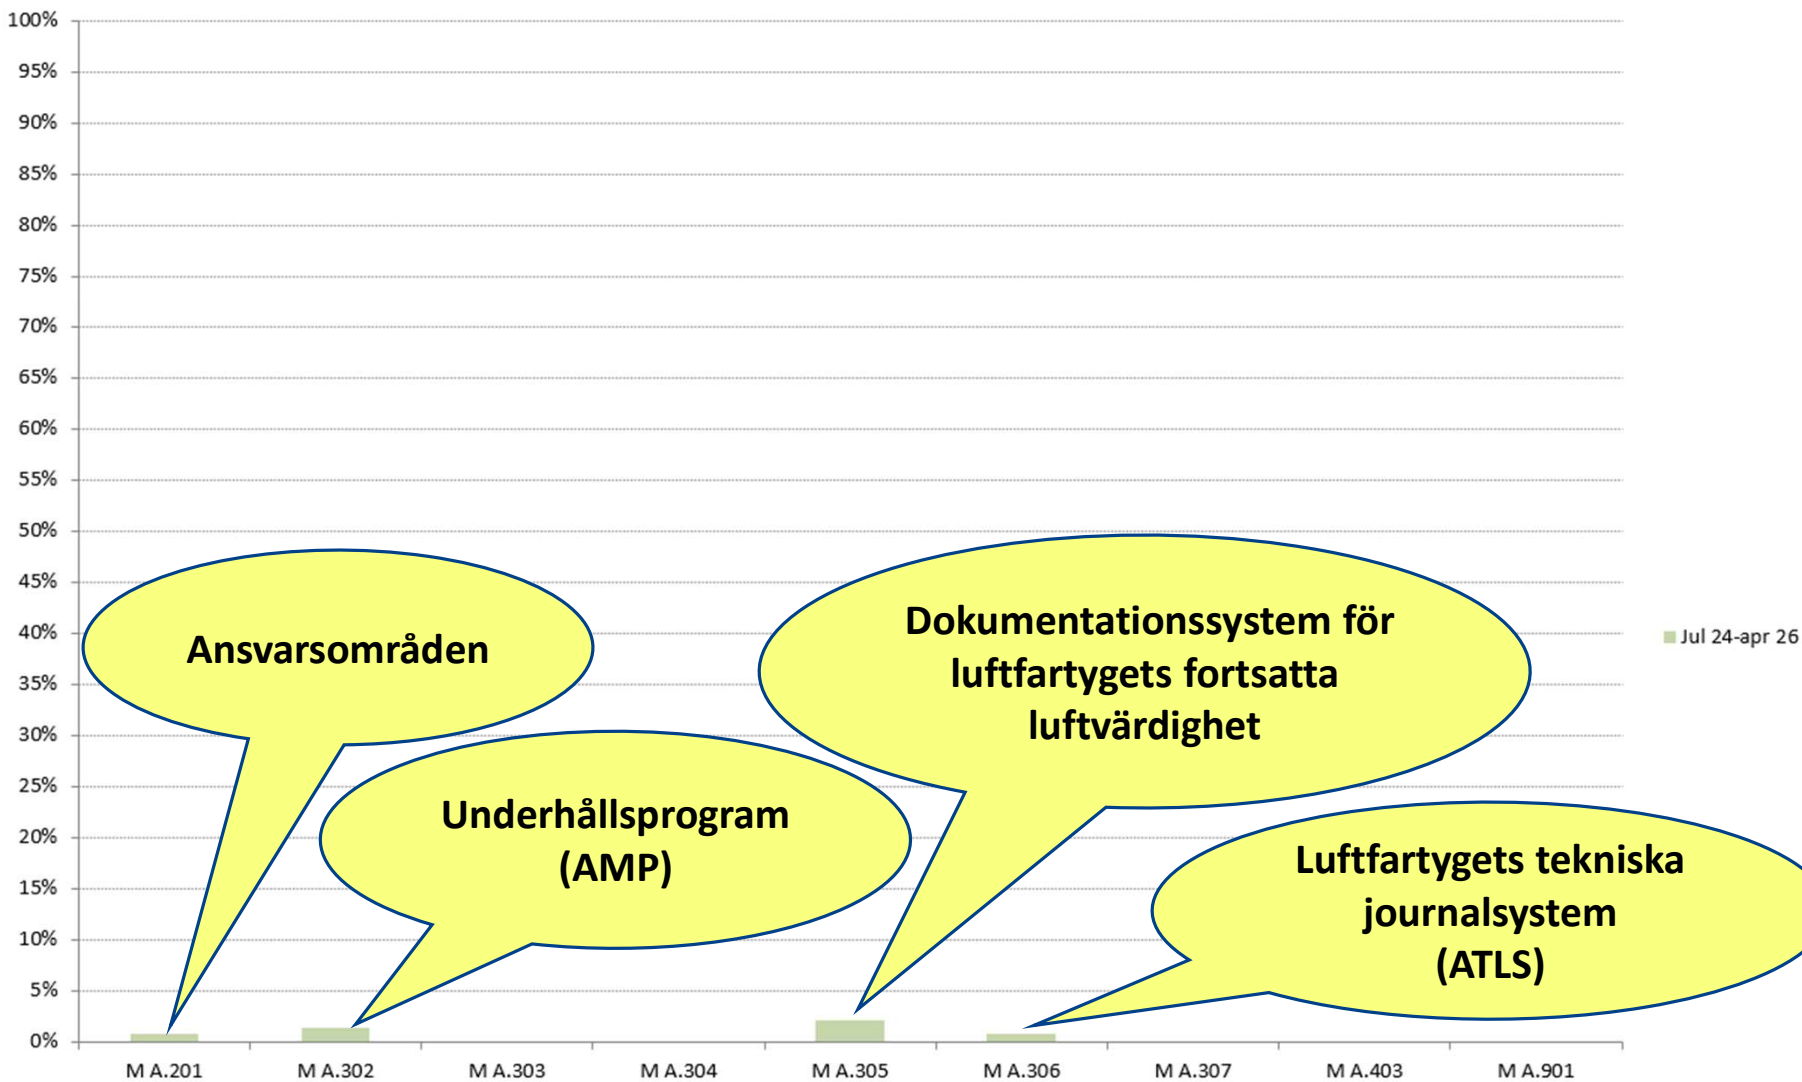 100%
95%
90%
85%
80%
75%
70%
65%
60%
55%
50%
45%
40%
35%
30%
25%
20%
15%
10%
5%
0%
Ansvarsområden
Underhållsprogram
(AMP)
Dokumentationssystem för
luftfartygets fortsatta
luftvärdighet
Luftfartygets tekniska
journalsystem
(ATLS)
Jul 24-apr 26
M A.201 M A.302 M A.303 M A.304 M A.305 M A.306 M A.307 M A.403 M A.901